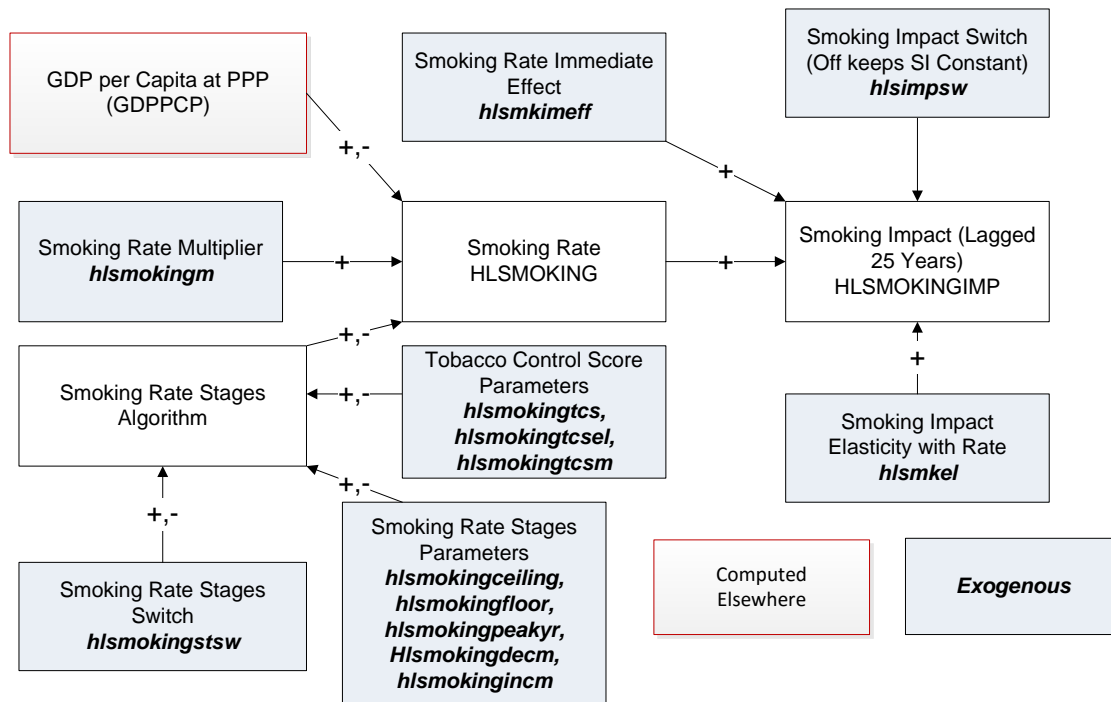 GDP per Capita at PPP
(GDPPCP)
Smoking Rate Immediate
Effect
hlsmkimeff
Smoking Impact Switch
(Off keeps SI Constant)
hlsimpsw
+,-
+
Smoking Rate Multiplier
hlsmokingm
+
Smoking Rate
HLSMOKING
+
Smoking Impact (Lagged
25 Years)
HLSMOKINGIMP
+,-
+
Smoking Rate Stages
Algorithm
+,-
Tobacco Control Score
Parameters
hlsmokingtcs,
hlsmokingtcsel,
hlsmokingtcsm
Smoking Impact
Elasticity with Rate
hlsmkel
+,-
+,-
Smoking Rate Stages
Switch
hlsmokingstsw
Smoking Rate Stages
Parameters
hlsmokingceiling,
hlsmokingfloor,
hlsmokingpeakyr,
Hlsmokingdecm,
hlsmokingincm
Computed
Elsewhere
Exogenous